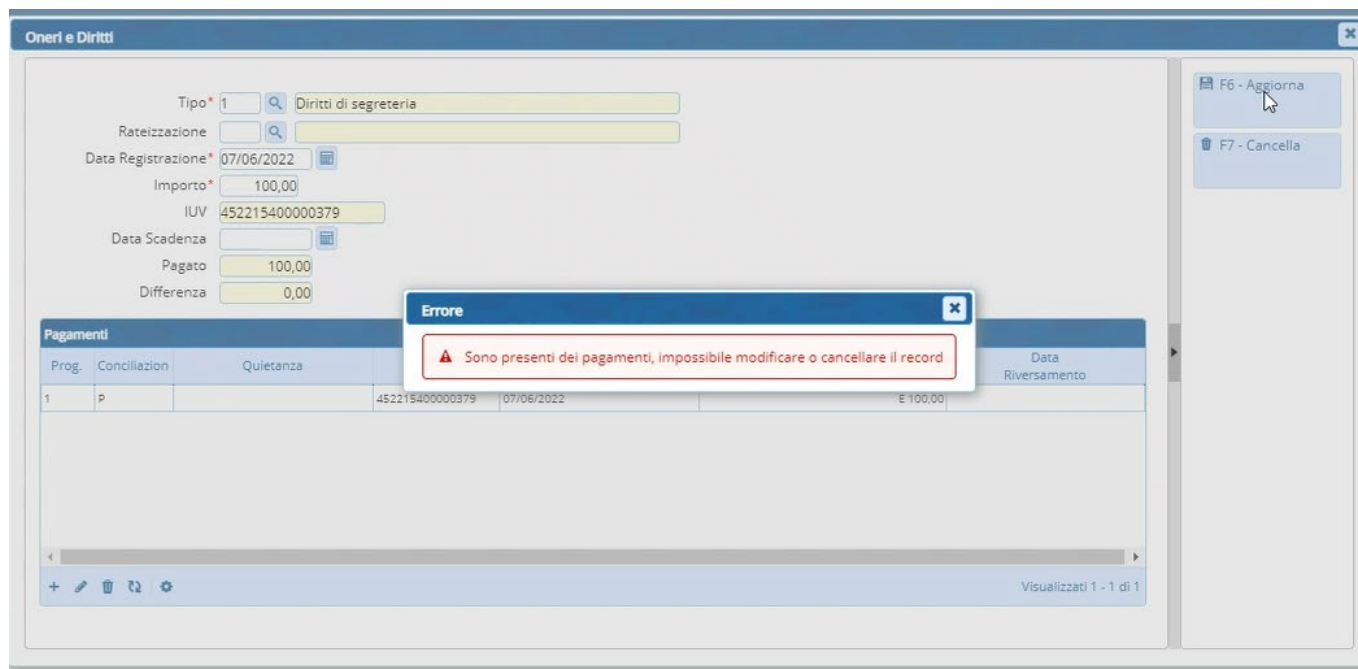 Oneri e Diritti
F6 - Aggiorna
F7 - Cancella
Tipo* 1 Diritti di segreteria
Rateizzazione
Data Registrazione* 07/06/2022
Importo* 100,00
IUV 452215400000379
Data Scadenza
Pagato 100,00
Differenza 0,00
Errore
Sono presenti dei pagamenti, impossibile modificare o cancellare il record
Pagamenti
Prog. Conciliazion Quietanza Data
Riversamento
1 P 452215400000379 07/06/2022 E 100,00
Visualizzati 1 - 1 di 1